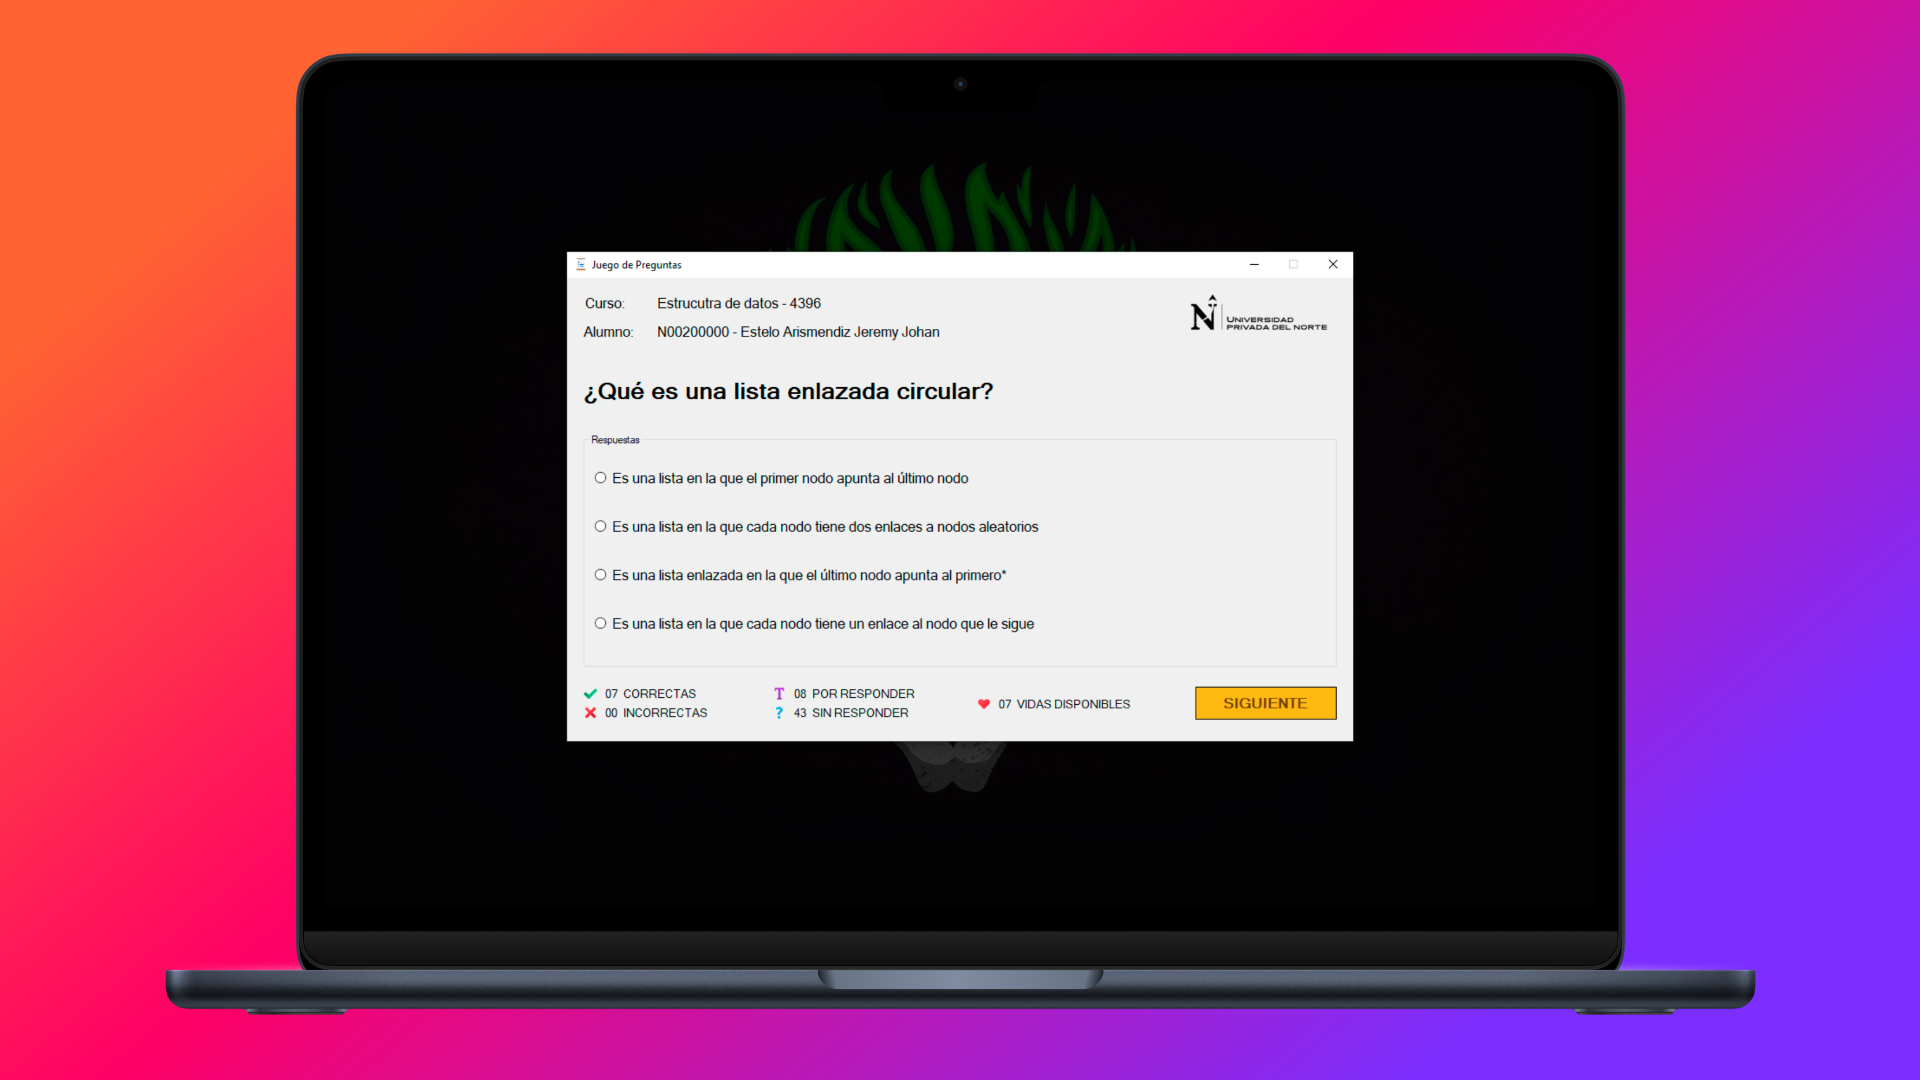 Juego de Preguntas
Curso: Estrucutra de datos - 4396
Alumno: N00200000 - Estelo Arismendiz Jeremy Johan
N UNIVERSIDAD
PRIVADA DEL NORTE
¿Qué es una lista enlazada circular?
Respuestas
Es una lista en la que el primer nodo apunta al último nodo
Es una lista en la que cada nodo tiene dos enlaces a nodos aleatorios
Es una lista enlazada en la que el último nodo apunta al primero*
Es una lista en la que cada nodo tiene un enlace al nodo que le sigue
07 CORRECTAS
00 INCORRECTAS
T 08 POR RESPONDER
? 43 SIN RESPONDER
07 VIDAS DISPONIBLES
SIGUIENTE